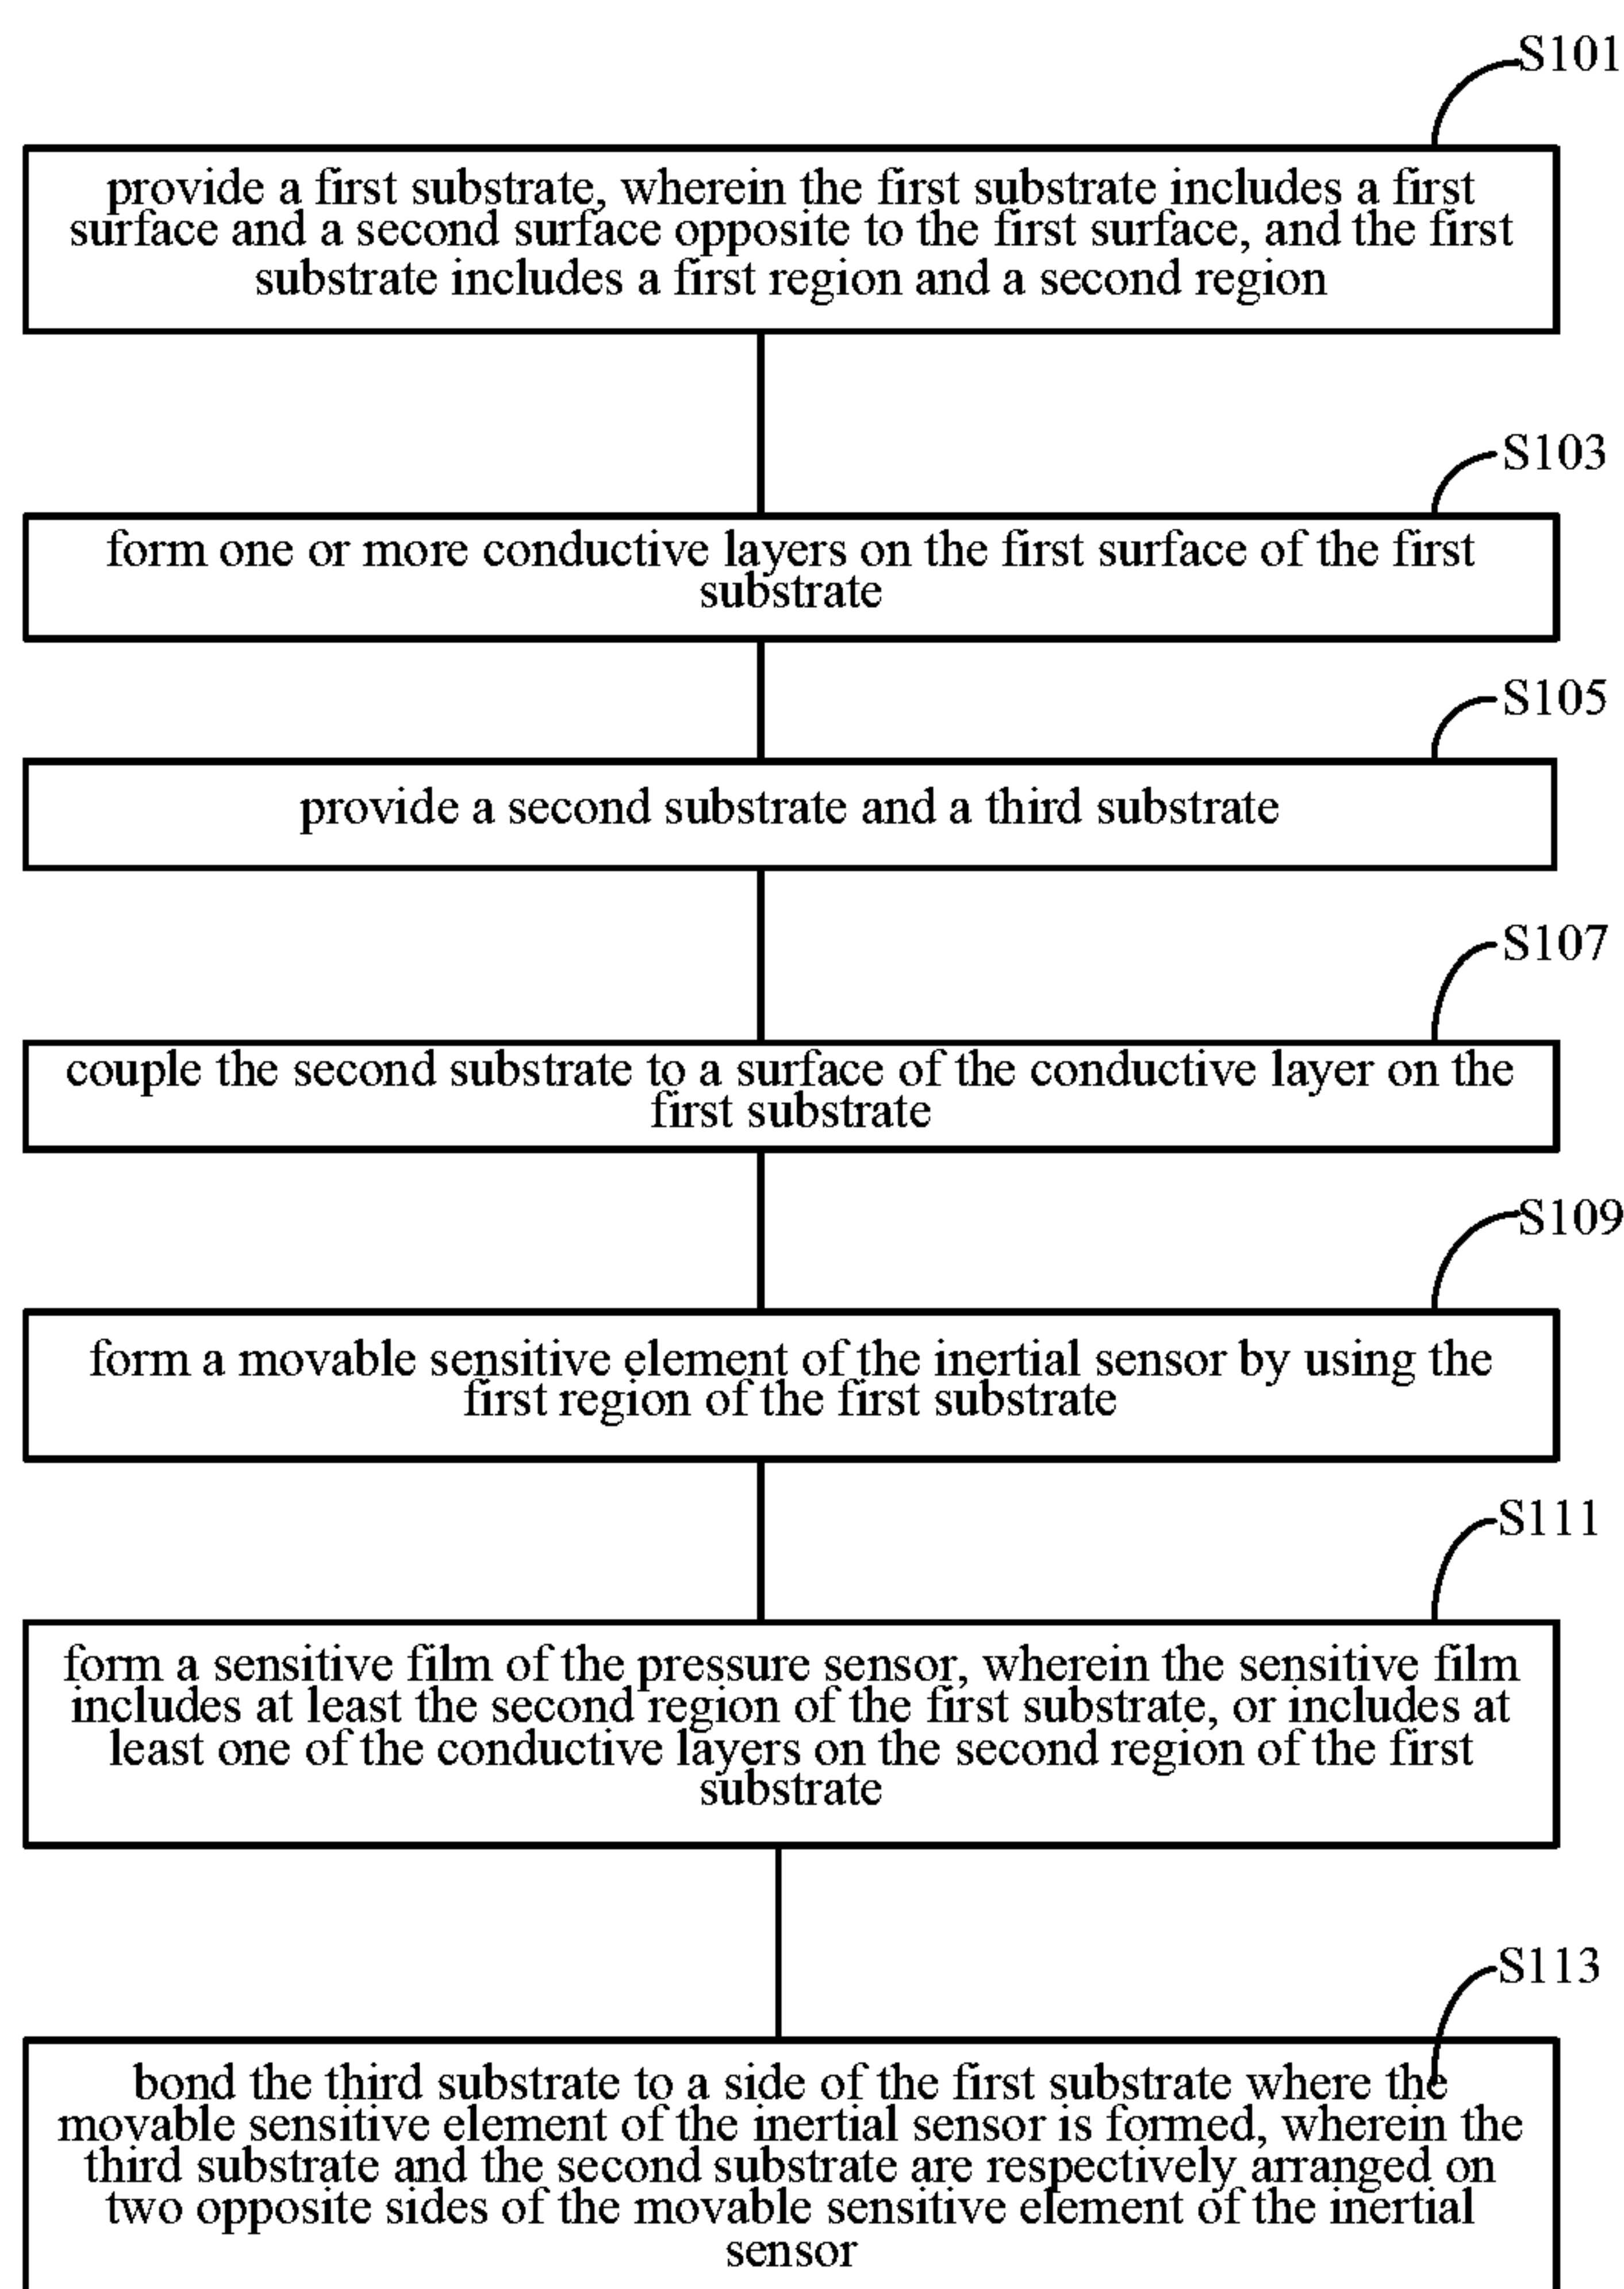 S101
provide a first substrate, wherein the first substrate includes a first
surface and a second surface opposite to the first surface, and the first
substrate includes a first region and a second region
S103
form one or more conductive layers on the first surface of the first
substrate
S105
provide a second substrate and a third substrate
S107
couple the second substrate to a surface of the conductive layer on the
first substrate
S109
form a movable sensitive element of the inertial sensor by using the
first region of the first substrate
S111
form a sensitive film of the pressure sensor, wherein the sensitive film
includes at least the second region of the first substrate, or includes at
least one of the conductive layers on the second region of the first
substrate
S113
bond the third substrate to a side of the first substrate where the
movable sensitive element of the inertial sensor is formed, wherein the
third substrate and the second substrate are respectively arranged on
two opposite sides of the movable sensitive element of the inertial
sensor